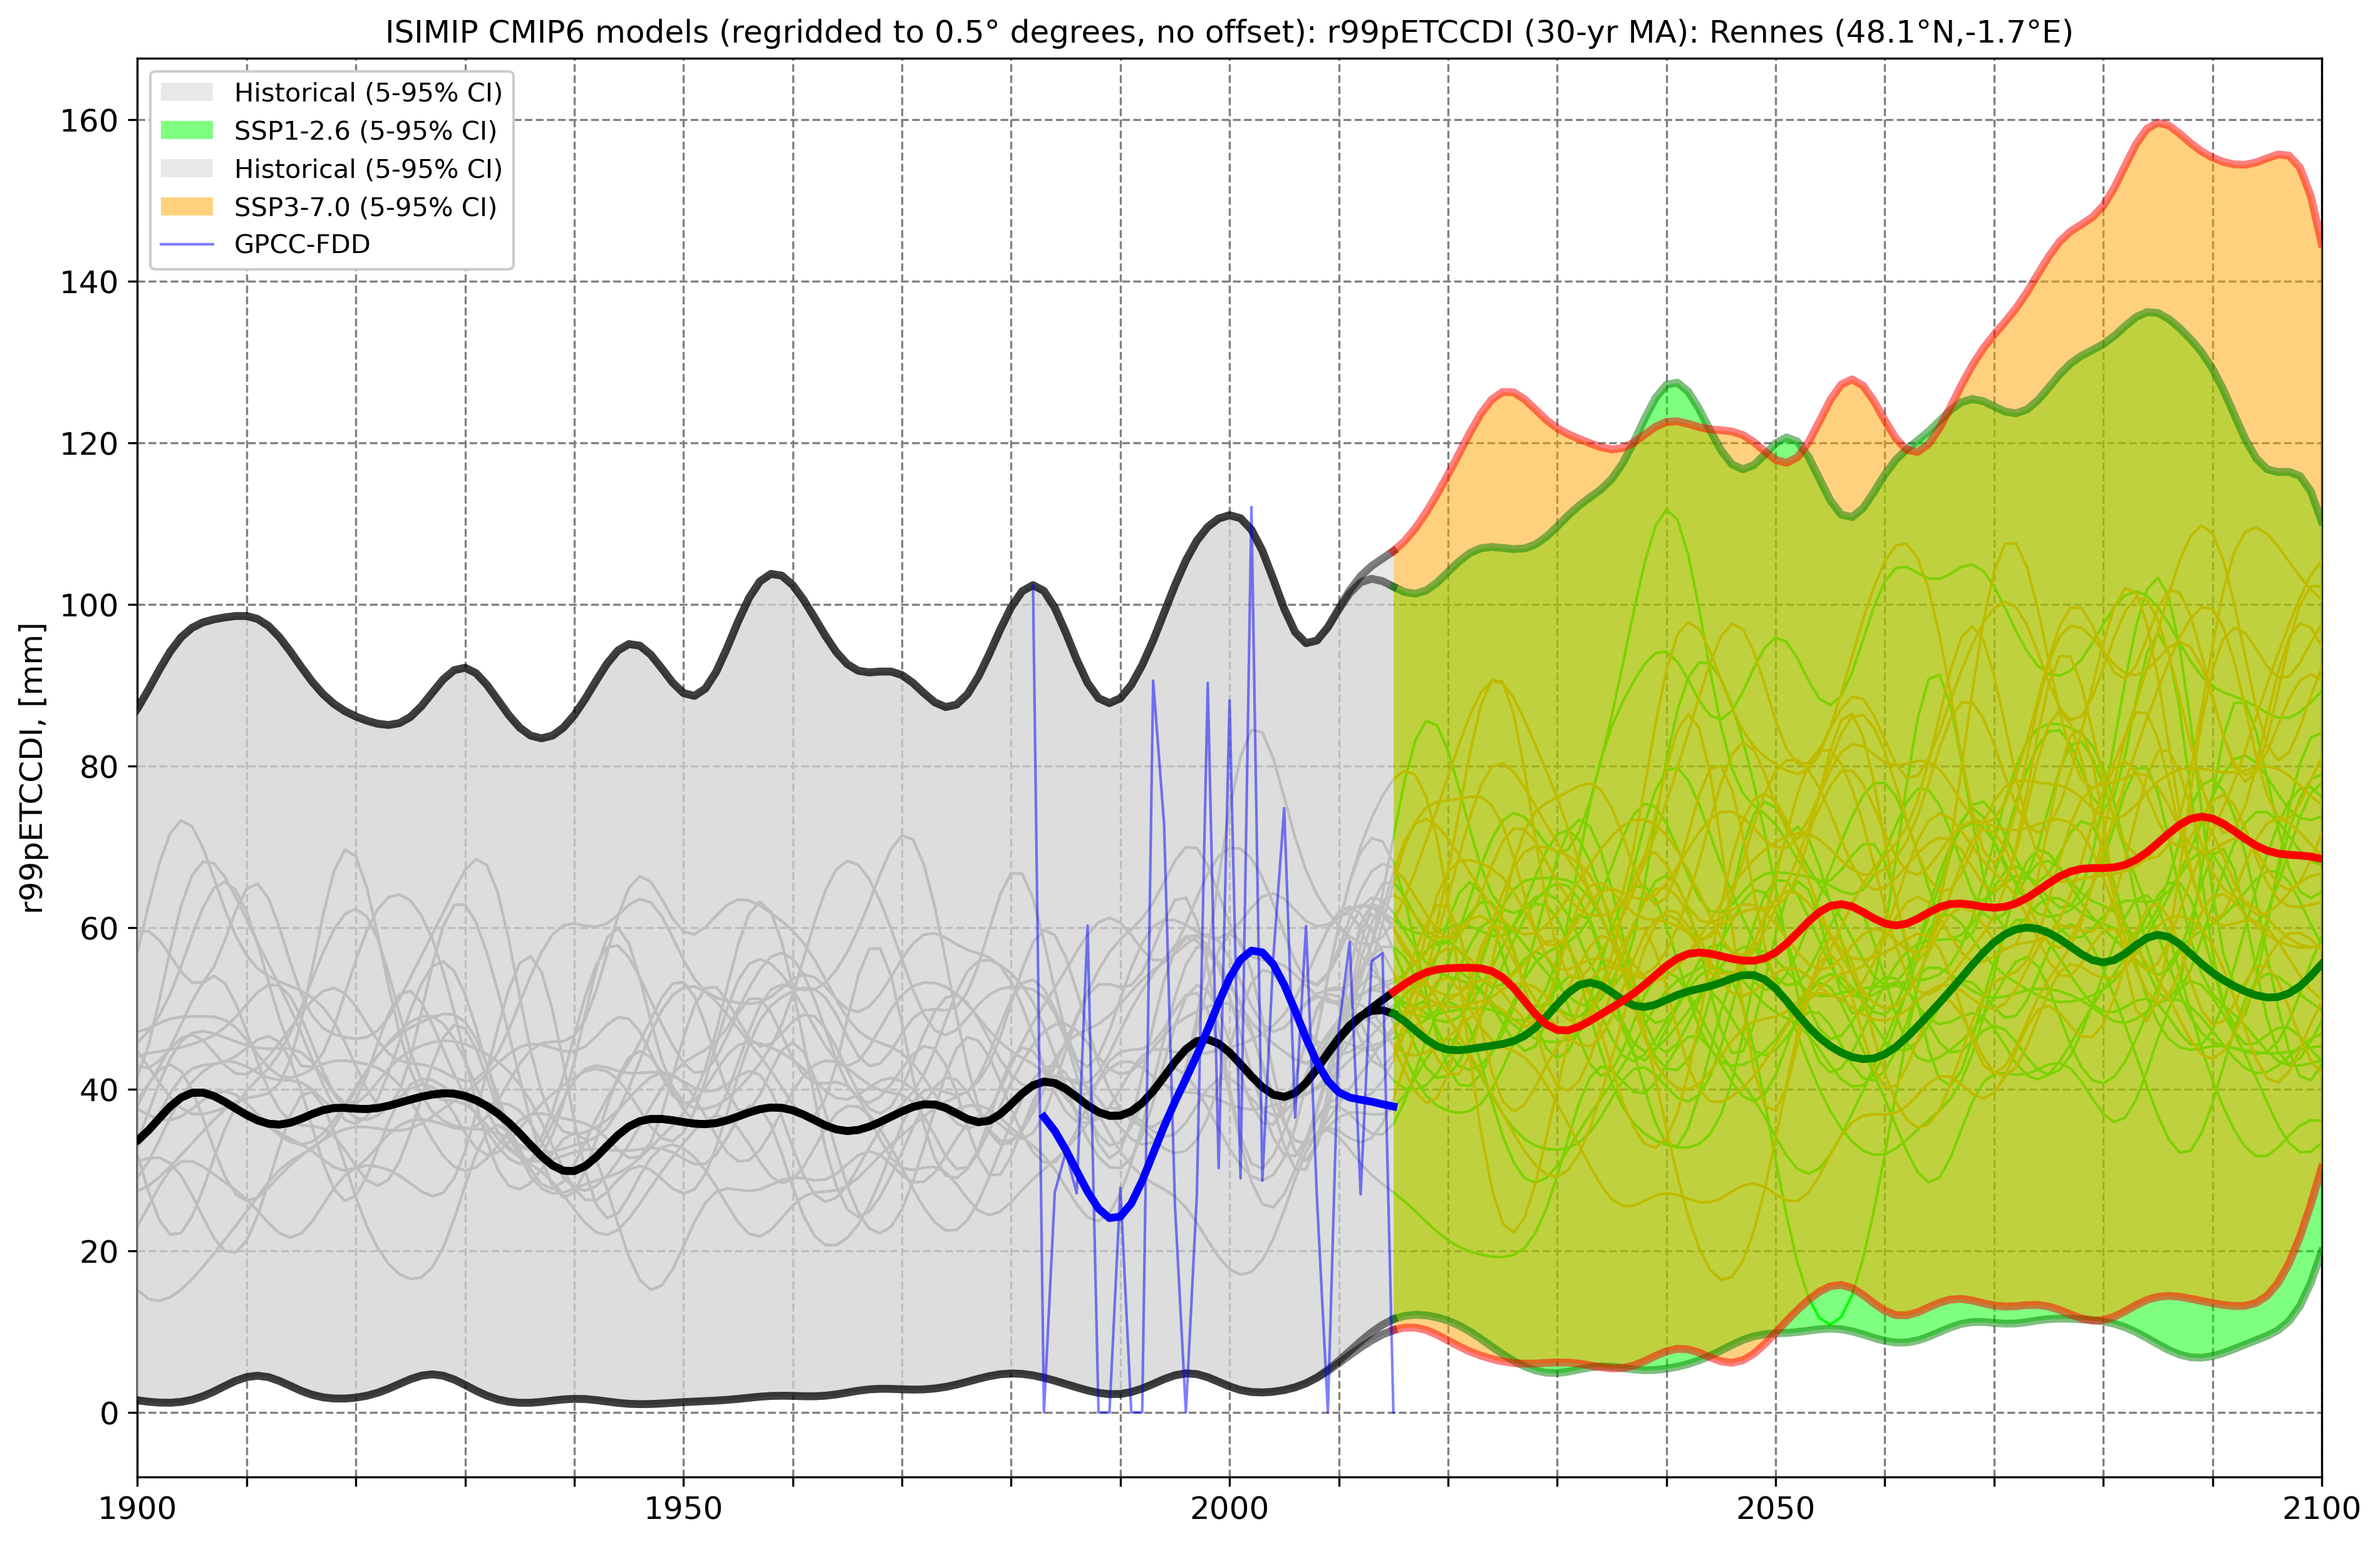 ISIMIP CMIP6 models (regridded to 0.5° degrees, no offset): r99pETCCDI (30-yr MA): Rennes (48.1°N,-1.7°E)
Historical (5-95% CI)
SSP1-2.6 (5-95% CI)
Historical (5-95% CI)
SSP3-7.0 (5-95% CI)
GPCC-FDD
r99pETCCDI, [mm]
160
140
120
100
80
60
40
20
0
1900 1950 2000 2050 2100